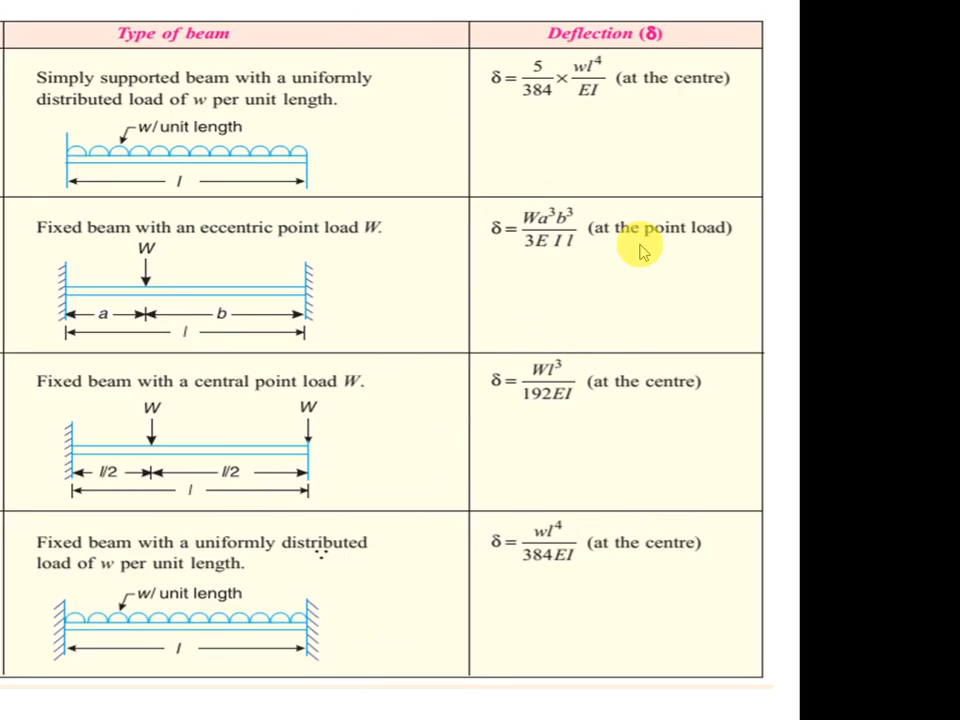 Type of beam
Deflection (δ)
Simply supported beam with a uniformly
distributed load of w per unit length.
w/unit length
l
δ = 5/384 × wl⁴/EI (at the centre)
Fixed beam with an eccentric point load W.
W
a
b
l
δ = Wa³b³/3E I l (at the point load)
Fixed beam with a central point load W.
W
W
l/2
l/2
l
δ = Wl³/192EI (at the centre)
Fixed beam with a uniformly distributed
load of w per unit length.
w/unit length
l
δ = wl⁴/384EI (at the centre)